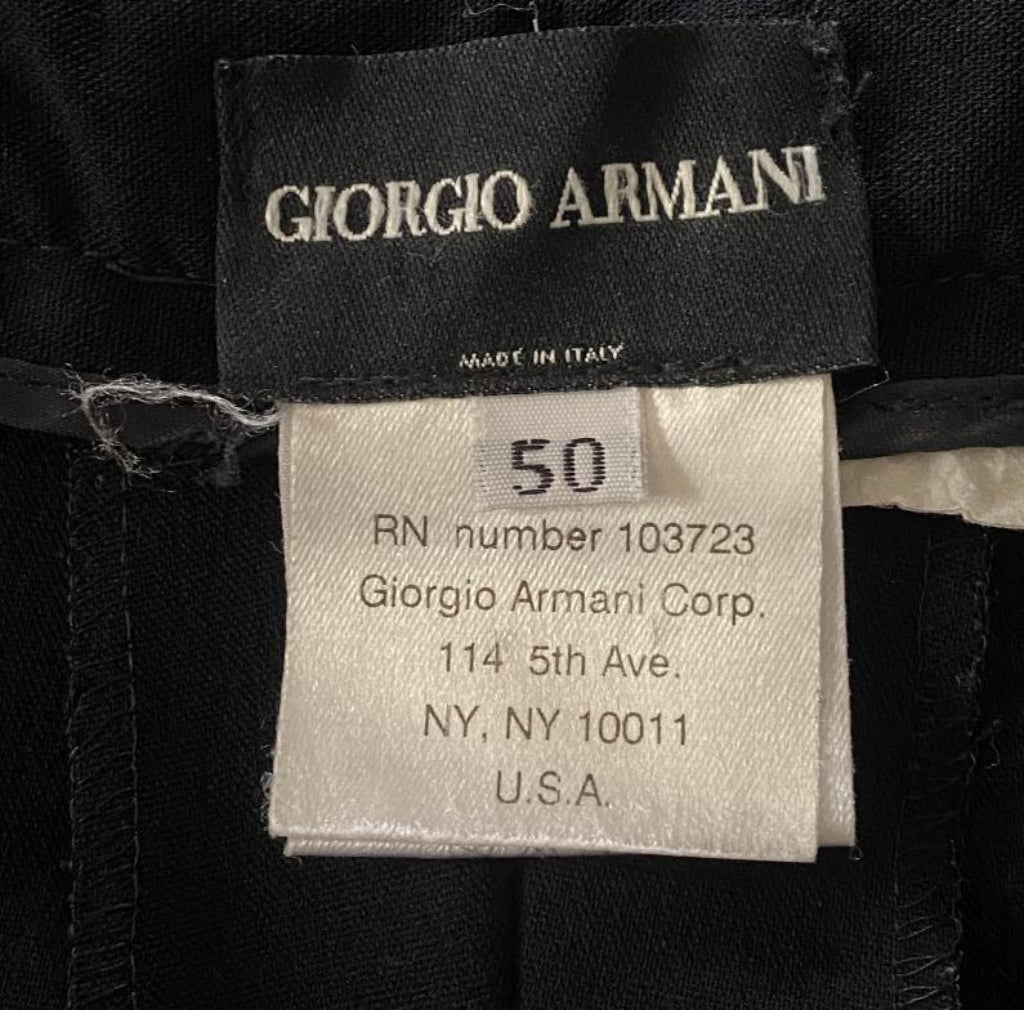 GIORGIO ARMANI
MADE IN ITALY
50
RN number 103723
Giorgio Armani Corp.
114 5th Ave.
NY, NY 10011
U.S.A.